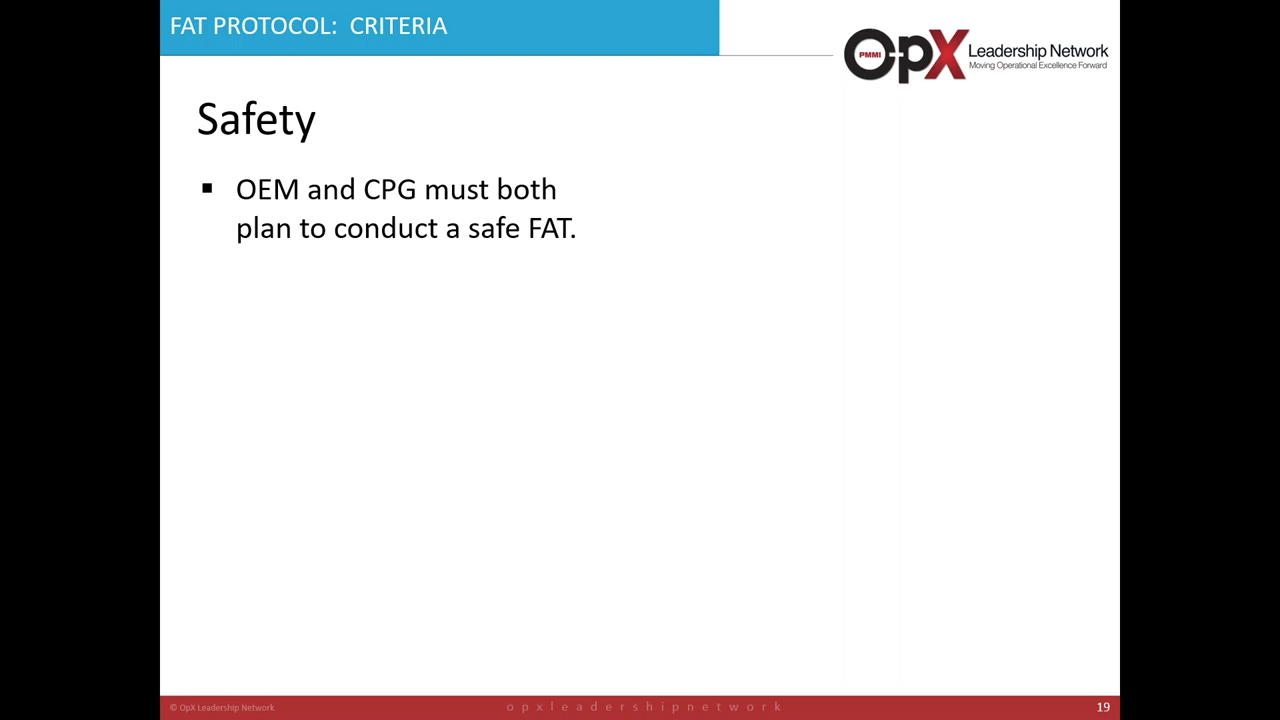 FAT PROTOCOL: CRITERIA
PMMI
OpX
Leadership Network
Moving Operational Excellence Forward
Safety
▪ OEM and CPG must both
plan to conduct a safe FAT.
© OpX Leadership Network
opxleadershipnetwork
19